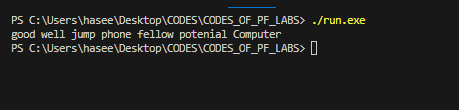 PS C:\Users\hasee\Desktop\CODES\CODES_OF_PF_LABS> ./run.exe
good well jump phone fellow potenial Computer
PS C:\Users\hasee\Desktop\CODES\CODES_OF_PF_LABS>